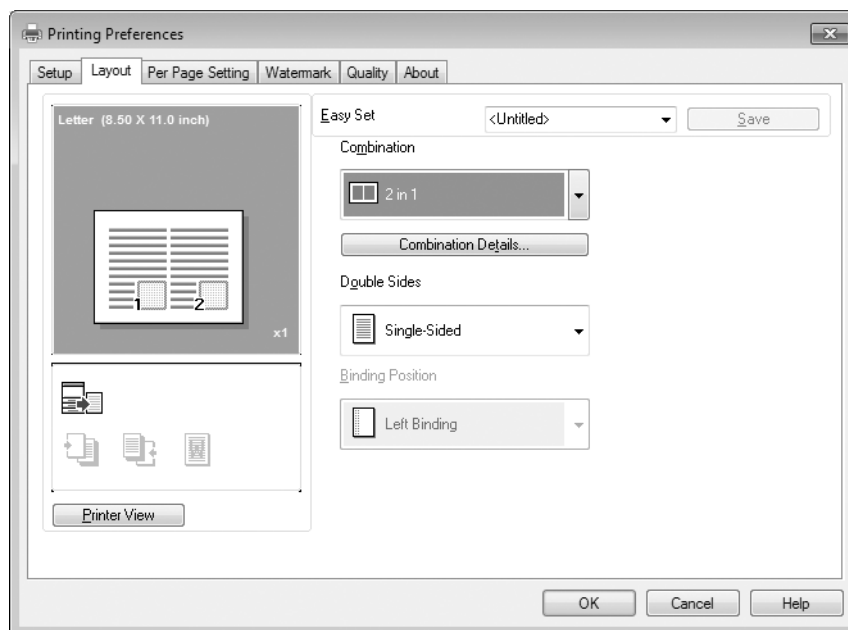 Printing Preferences
Setup Layout Per Page Setting Watermark Quality About
Letter (8.50 X 11.0 inch)
1 2
x1
Printer View
Easy Set <Untitled> Save
Combination
2 in 1
Combination Details...
Double Sides
Single-Sided
Binding Position
Left Binding
OK Cancel Help